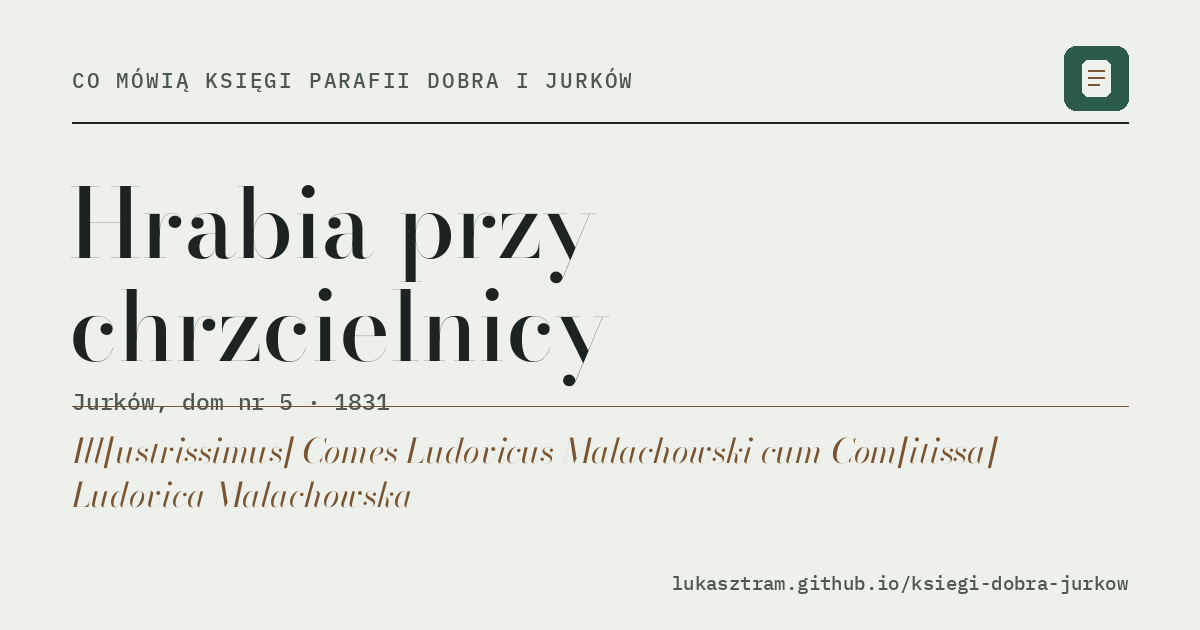 CO MÓWIĄ KSIĘGI PARAFII DOBRA I JURKÓW
Hrabia przy
chrzcielnicy
Jurków, dom nr 5 · 1831
Ill[ustrissimus] Comes Ludovicus Malachowski cum Com[itissa]
Ludovica Malachowska
lukasztram.github.io/ksiegi-dobra-jurkow